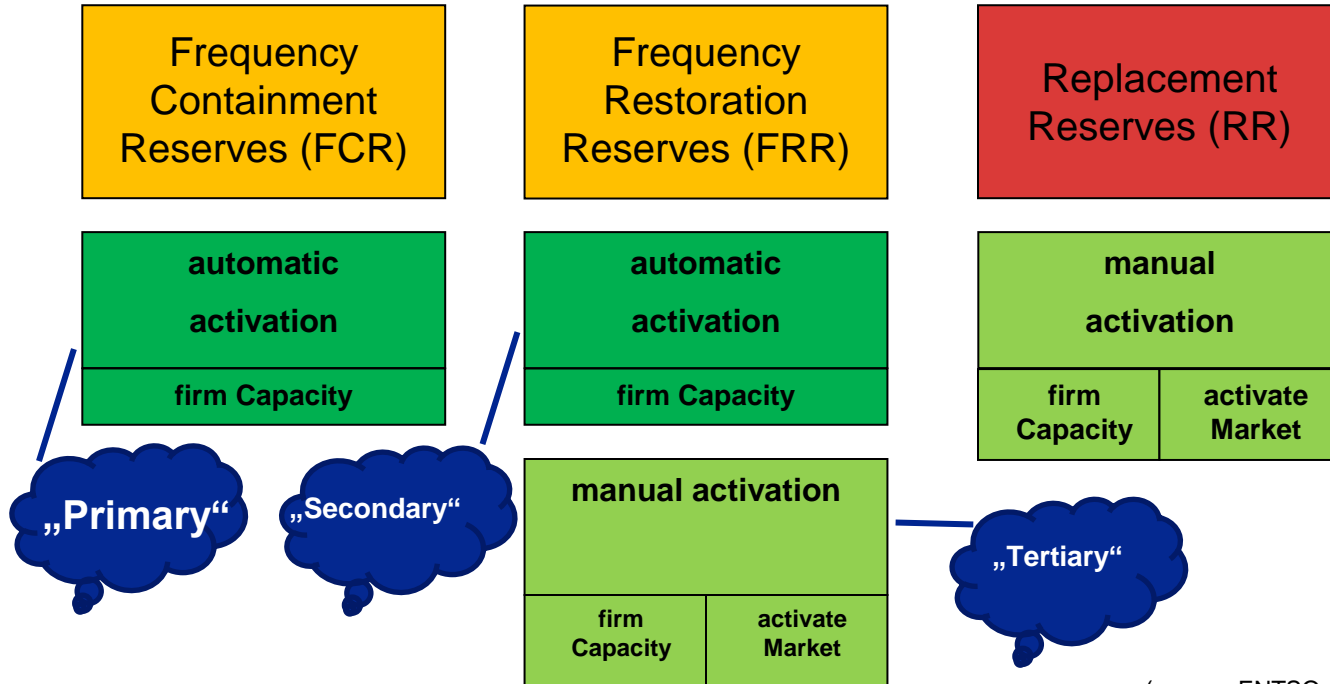 Frequency
Containment
Reserves (FCR)
Frequency
Restoration
Reserves (FRR)
Replacement
Reserves (RR)
automatic
activation
firm Capacity
automatic
activation
firm Capacity
manual
activation
firm
Capacity
activate
Market
„Primary“
„Secondary“
manual activation
firm
Capacity
activate
Market
„Tertiary“